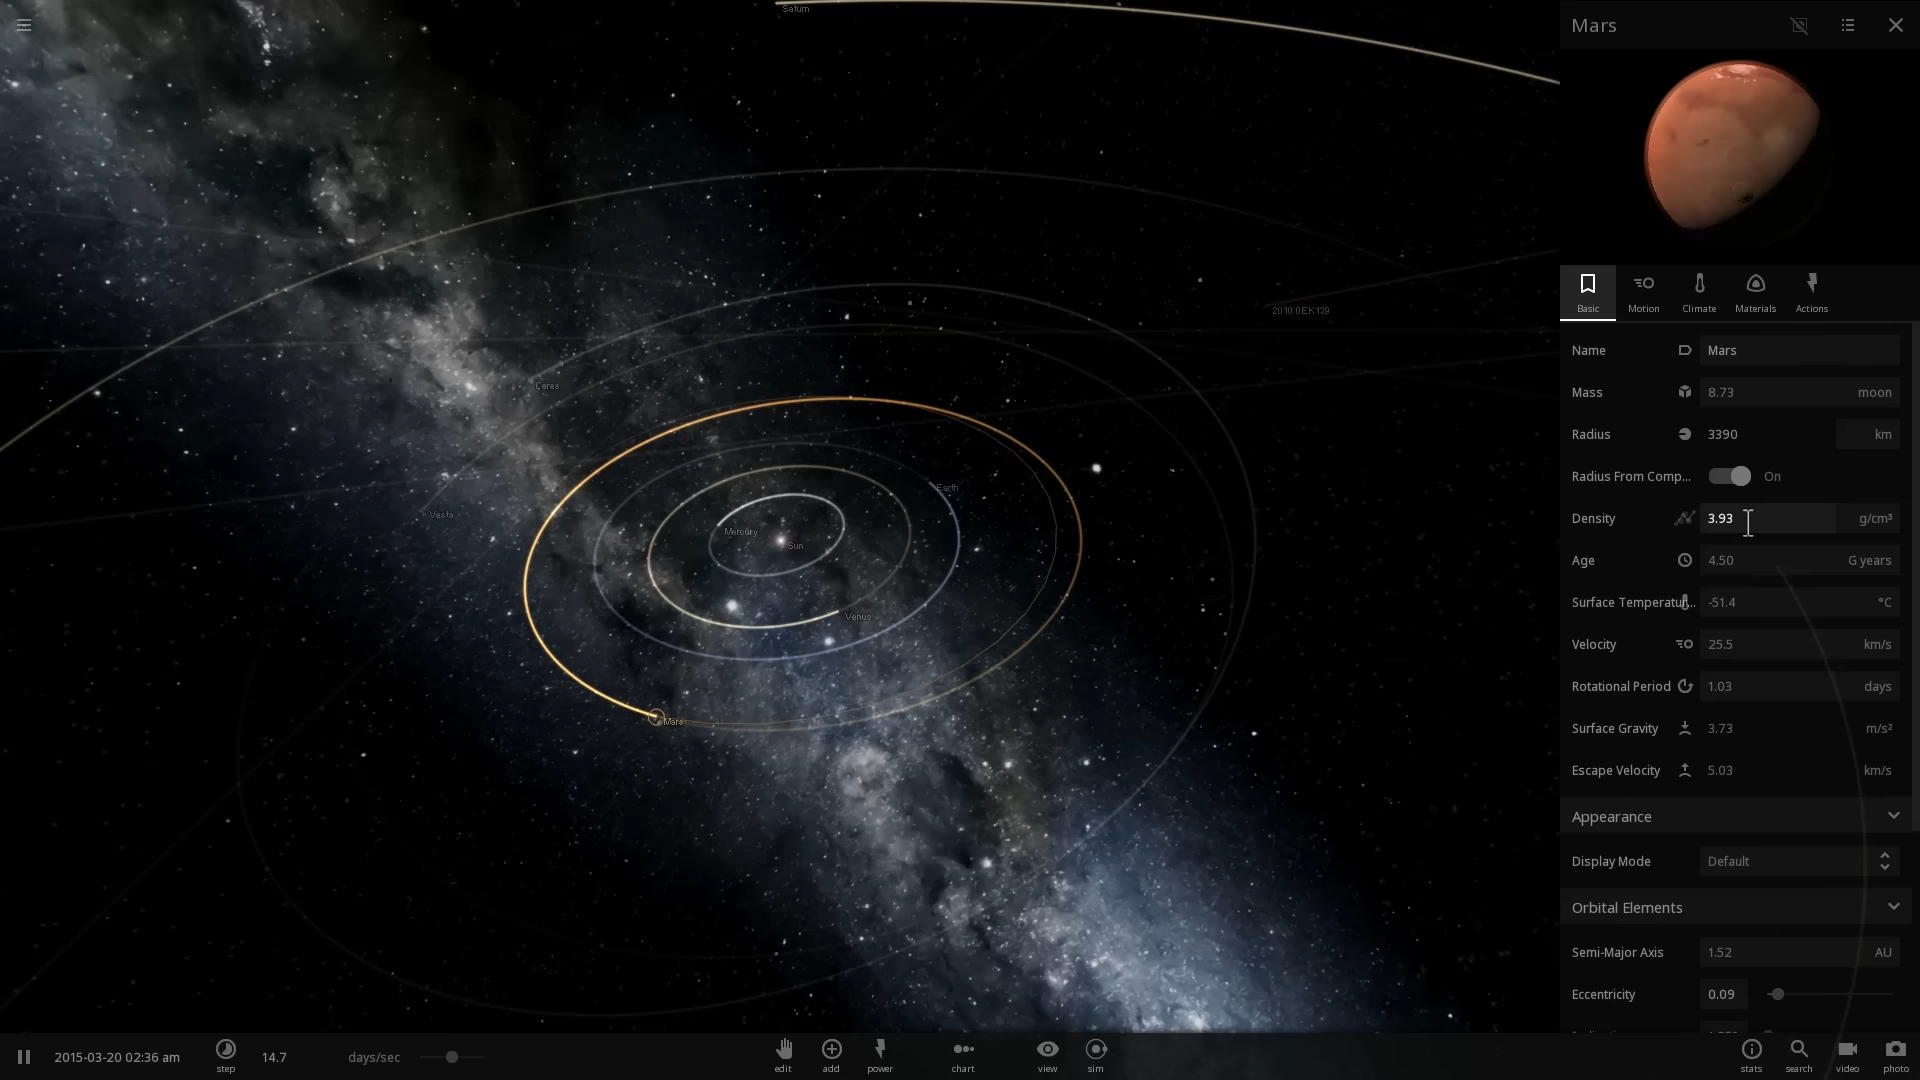 Saturn
2010 OEK139
Ceres
Vesta
Earth
Mercury
Sun
Venus
Mars
Mars
Basic
Motion
Climate
Materials
Actions
Name Mars
Mass 8.73 moon
Radius 3390 km
Radius From Comp... On
Density 3.93 g/cm³
Age 4.50 G years
Surface Temperatur... -51.4 °C
Velocity 25.5 km/s
Rotational Period 1.03 days
Surface Gravity 3.73 m/s²
Escape Velocity 5.03 km/s
Appearance
Display Mode Default
Orbital Elements
Semi-Major Axis 1.52 AU
Eccentricity 0.09
2015-03-20 02:36 am
step
14.7 days/sec
edit
add
power
chart
view
sim
stats
search
video
photo